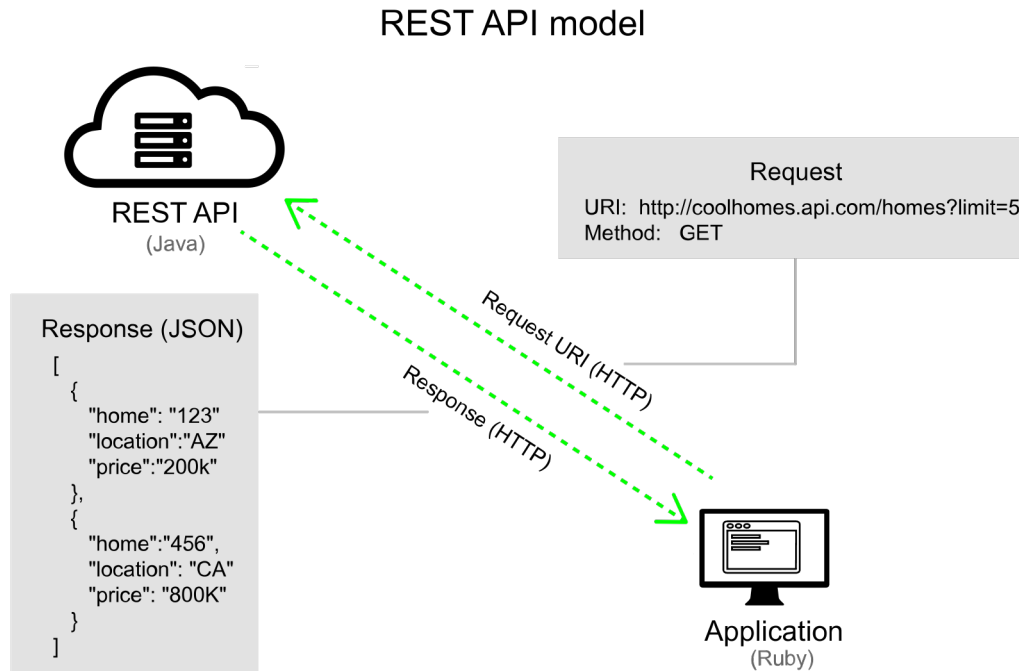 REST API model
REST API
(Java)
Request
URI: http://coolhomes.api.com/homes?limit=5
Method: GET
Request URI (HTTP)
Response (HTTP)
Response (JSON)
[
{
"home": "123"
"location":"AZ"
"price":"200k"
},
{
"home":"456",
"location": "CA"
"price": "800K"
}
]
Application
(Ruby)